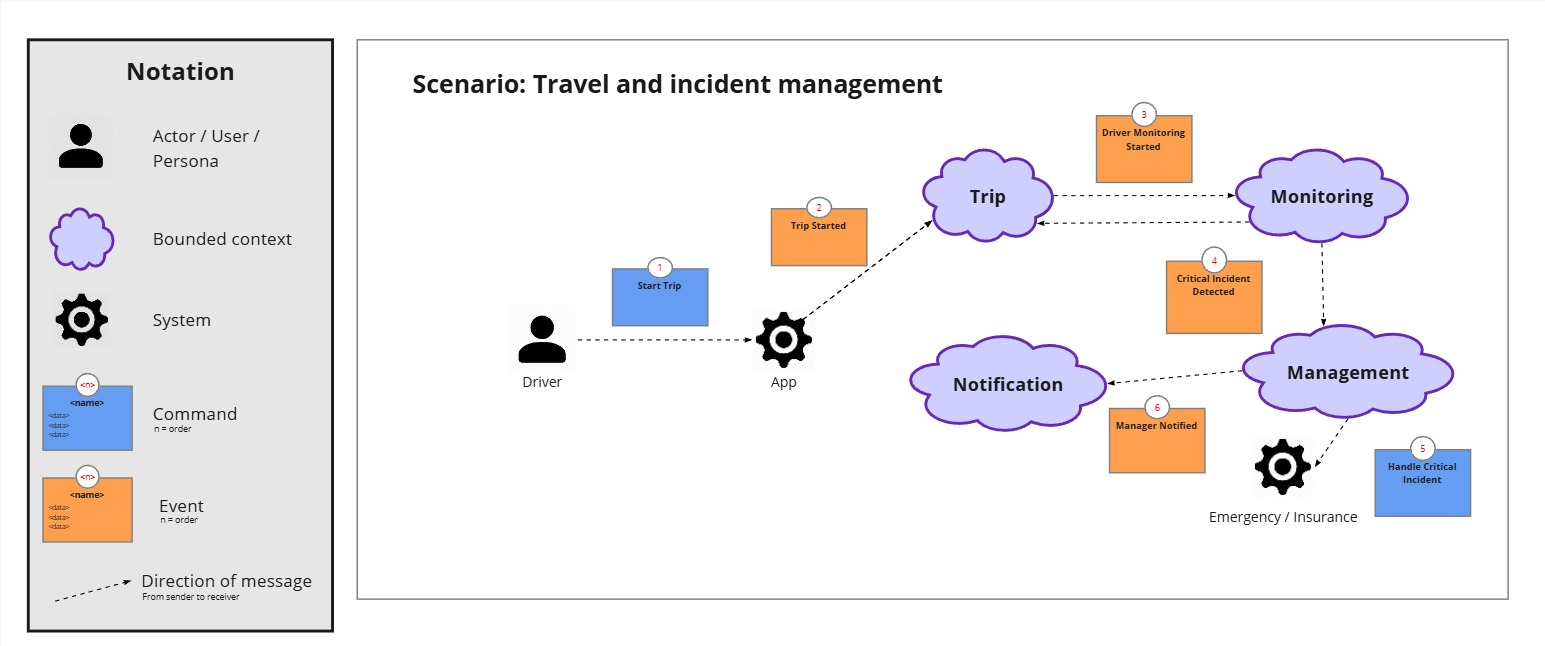 Notation
Actor / User /
Persona
Bounded context
System
<n>
<name>
<data>
<data>
<data>
Command
n = order
<n>
<name>
<data>
<data>
<data>
Event
n = order
Direction of message
From sender to receiver
Scenario: Travel and incident management
3
Driver Monitoring
Started
Trip
Monitoring
2
Trip Started
1
Start Trip
4
Critical Incident
Detected
Driver
App
Notification
Management
6
Manager Notified
5
Handle Critical
Incident
Emergency / Insurance